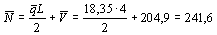 N̅ = q̅L/2 + V̅ = 18,35·4/2 + 204,9 = 241,6